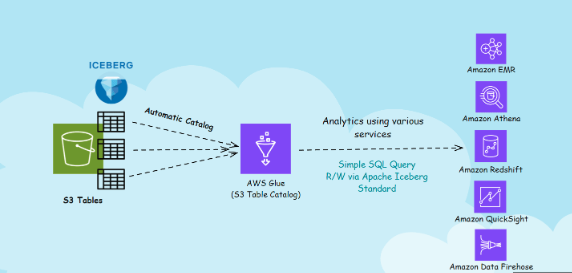 ICEBERG
Automatic Catalog
S3 Tables
AWS Glue
(S3 Table Catalog)
Analytics using various
services
Simple SQL Query
R/W via Apache Iceberg
Standard
Amazon EMR
Amazon Athena
Amazon Redshift
Amazon QuickSight
Amazon Data Firehose